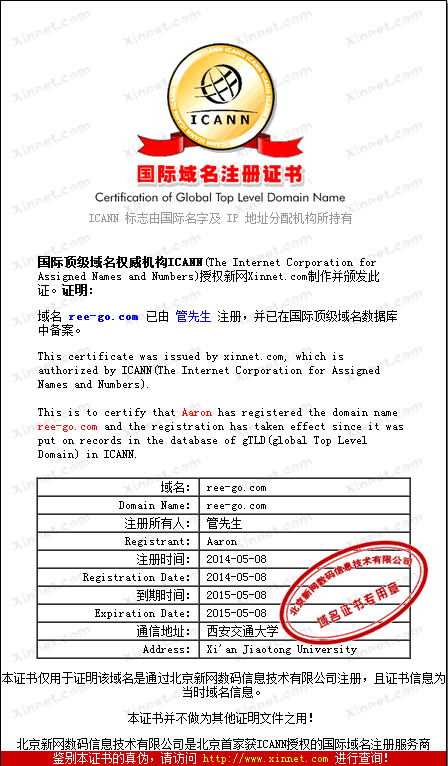 ICANN
国际域名注册证书
Certification of Global Top Level Domain Name
ICANN 标志由国际名字及 IP 地址分配机构所持有
国际顶级域名权威机构ICANN(The Internet Corporation for
Assigned Names and Numbers)授权新网Xinnet.com制作并颁发此
证。证明:
域名 ree-go.com 已由 管先生 注册，并已在国际顶级域名数据库
中备案。
This certificate was issued by xinnet.com, which is
authorized by ICANN(The Internet Corporation for Assigned
Names and Numbers).
This is to certify that Aaron has registered the domain name
ree-go.com and the registration has taken effect since it was
put on records in the database of gTLD(global Top Level
Domain) in ICANN.
域名: ree-go.com
Domain Name: ree-go.com
注册所有人: 管先生
Registrant: Aaron
注册时间: 2014-05-08
Registration Date: 2014-05-08
到期时间: 2015-05-08
Expiration Date: 2015-05-08
通信地址: 西安交通大学
Address: Xi'an Jiaotong University
北京新网数码信息技术有限公司
域名证书专用章
本证书仅用于证明该域名是通过北京新网数码信息技术有限公司注册，且证书信息为
当时域名信息。
本证书并不做为其他证明文件之用！
北京新网数码信息技术有限公司是北京首家获ICANN授权的国际域名注册服务商
鉴别本证书的真伪，请访问 http://www.xinnet.com 进行查询！